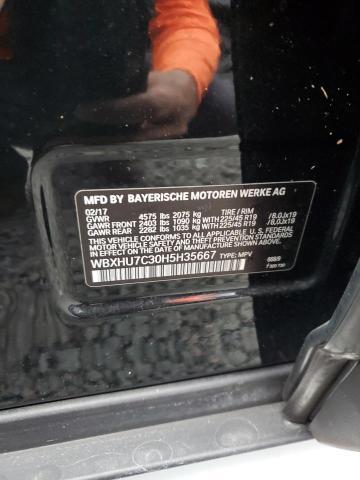 MFD BY BAYERISCHE MOTOREN WERKE AG
02/17
GVWR 4575 lbs 2075 kg TIRE / RIM
GAWR FRONT 2403 lbs 1090 kg WITH 225/45 R19 /8.0Jx19
GAWR REAR 2282 lbs 1035 kg WITH 225/45 R19 /8.0Jx19
THIS VEHICLE CONFORMS TO ALL APPLICABLE U.S. FEDERAL
MOTOR VEHICLE SAFETY, BUMPER, AND THEFT PREVENTION
STANDARDS IN EFFECT ON THE DATE OF MANUFACTURE
SHOWN ABOVE.
WBXHU7C30H5H35667 TYPE: MPV